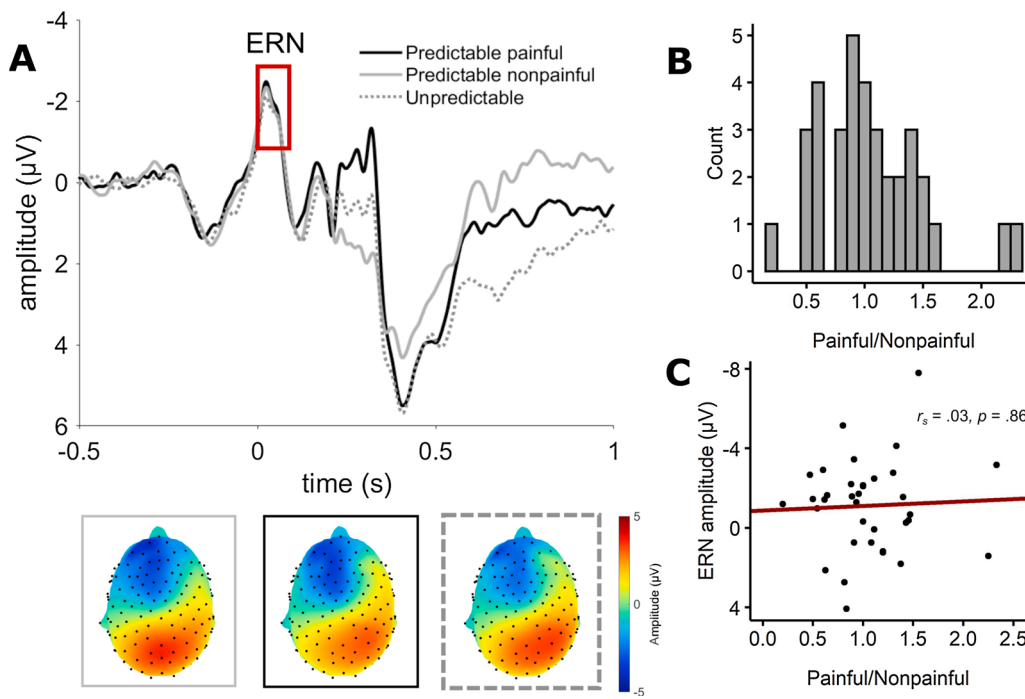 A
ERN
Predictable painful
Predictable nonpainful
Unpredictable
-4
-2
0
2
4
6
amplitude (µV)
-0.5
0
0.5
1
time (s)
5
0
-5
Amplitude (µV)
B
5
4
3
2
1
0
Count
0.5
1.0
1.5
2.0
Painful/Nonpainful
C
rs = .03, p = .86
-8
-4
0
4
ERN amplitude (µV)
0.0
0.5
1.0
1.5
2.0
2.5
Painful/Nonpainful